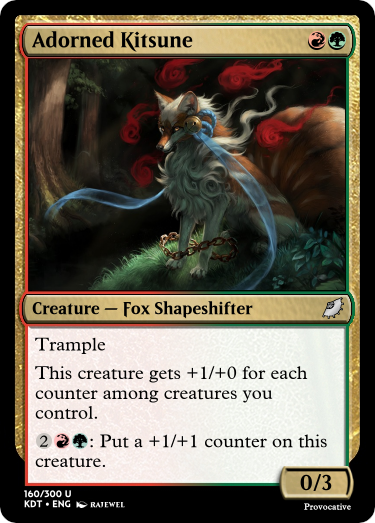 Adorned Kitsune
Creature — Fox Shapeshifter
Trample
This creature gets +1/+0 for each
counter among creatures you
control.
2: Put a +1/+1 counter on this
creature.
0/3
160/300 U
KDT • ENG RAJEWEL
Provocative